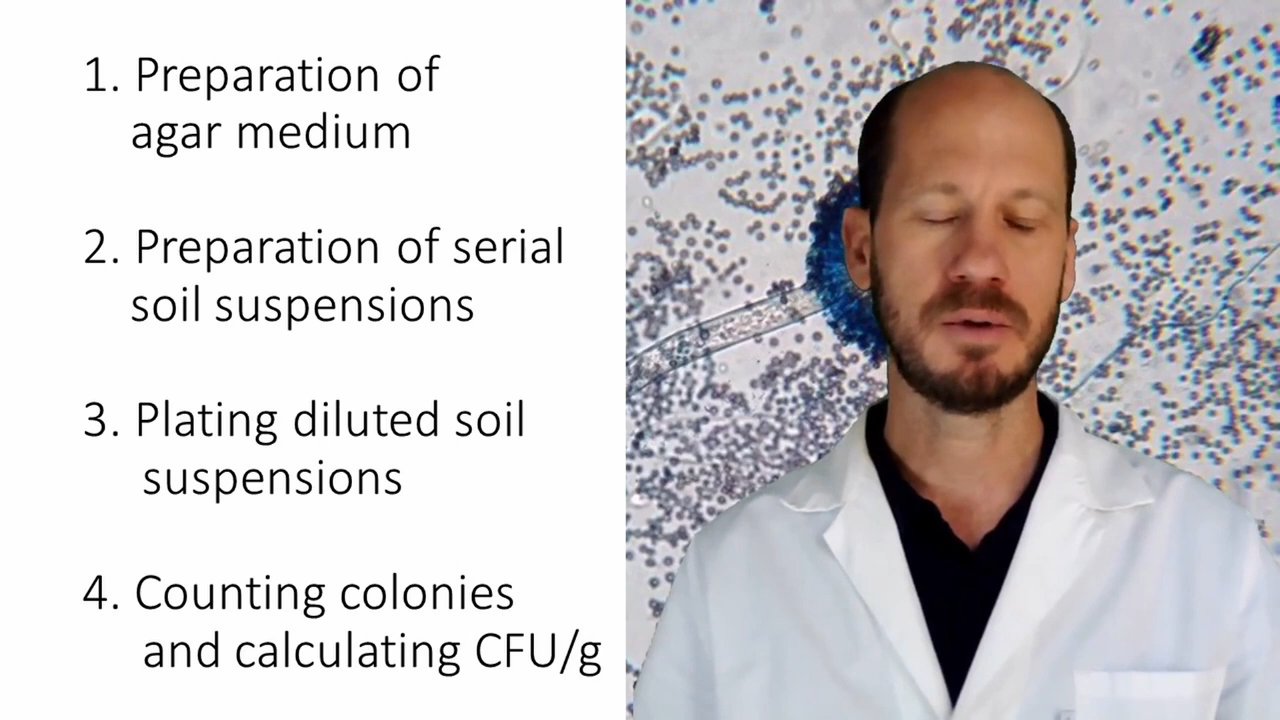 1. Preparation of
agar medium
2. Preparation of serial
soil suspensions
3. Plating diluted soil
suspensions
4. Counting colonies
and calculating CFU/g